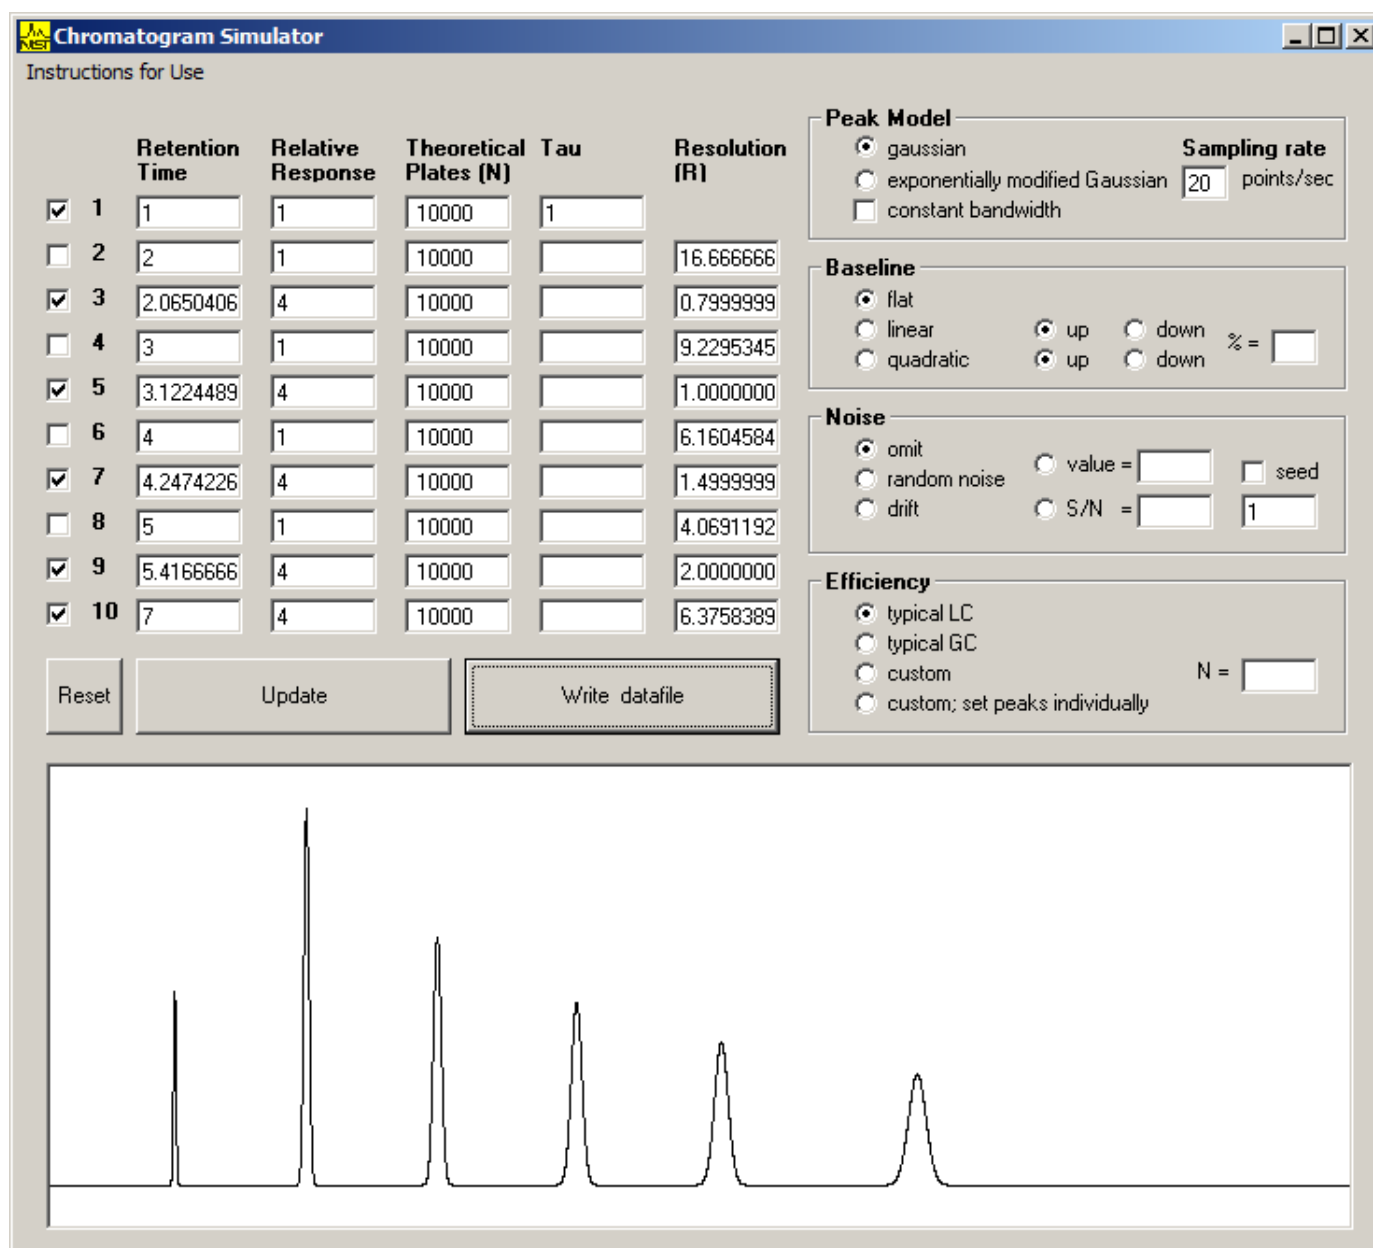 Chromatogram Simulator
Instructions for Use
Retention Time Relative Response Theoretical Plates (N) Tau Resolution (R)
1 1 1 10000 1
2 2 1 10000 16.666666
3 2.0650406 4 10000 0.7999999
4 3 1 10000 9.2295345
5 3.1224489 4 10000 1.0000000
6 4 1 10000 6.1604584
7 4.2474226 4 10000 1.4999999
8 5 1 10000 4.0691192
9 5.4166666 4 10000 2.0000000
10 7 4 10000 6.3758389
Reset Update Write datafile
Peak Model
gaussian Sampling rate
exponentially modified Gaussian 20 points/sec
constant bandwidth
Baseline
flat
linear up down % =
quadratic up down
Noise
omit
random noise value = seed
drift S/N = 1
Efficiency
typical LC
typical GC
custom N =
custom; set peaks individually